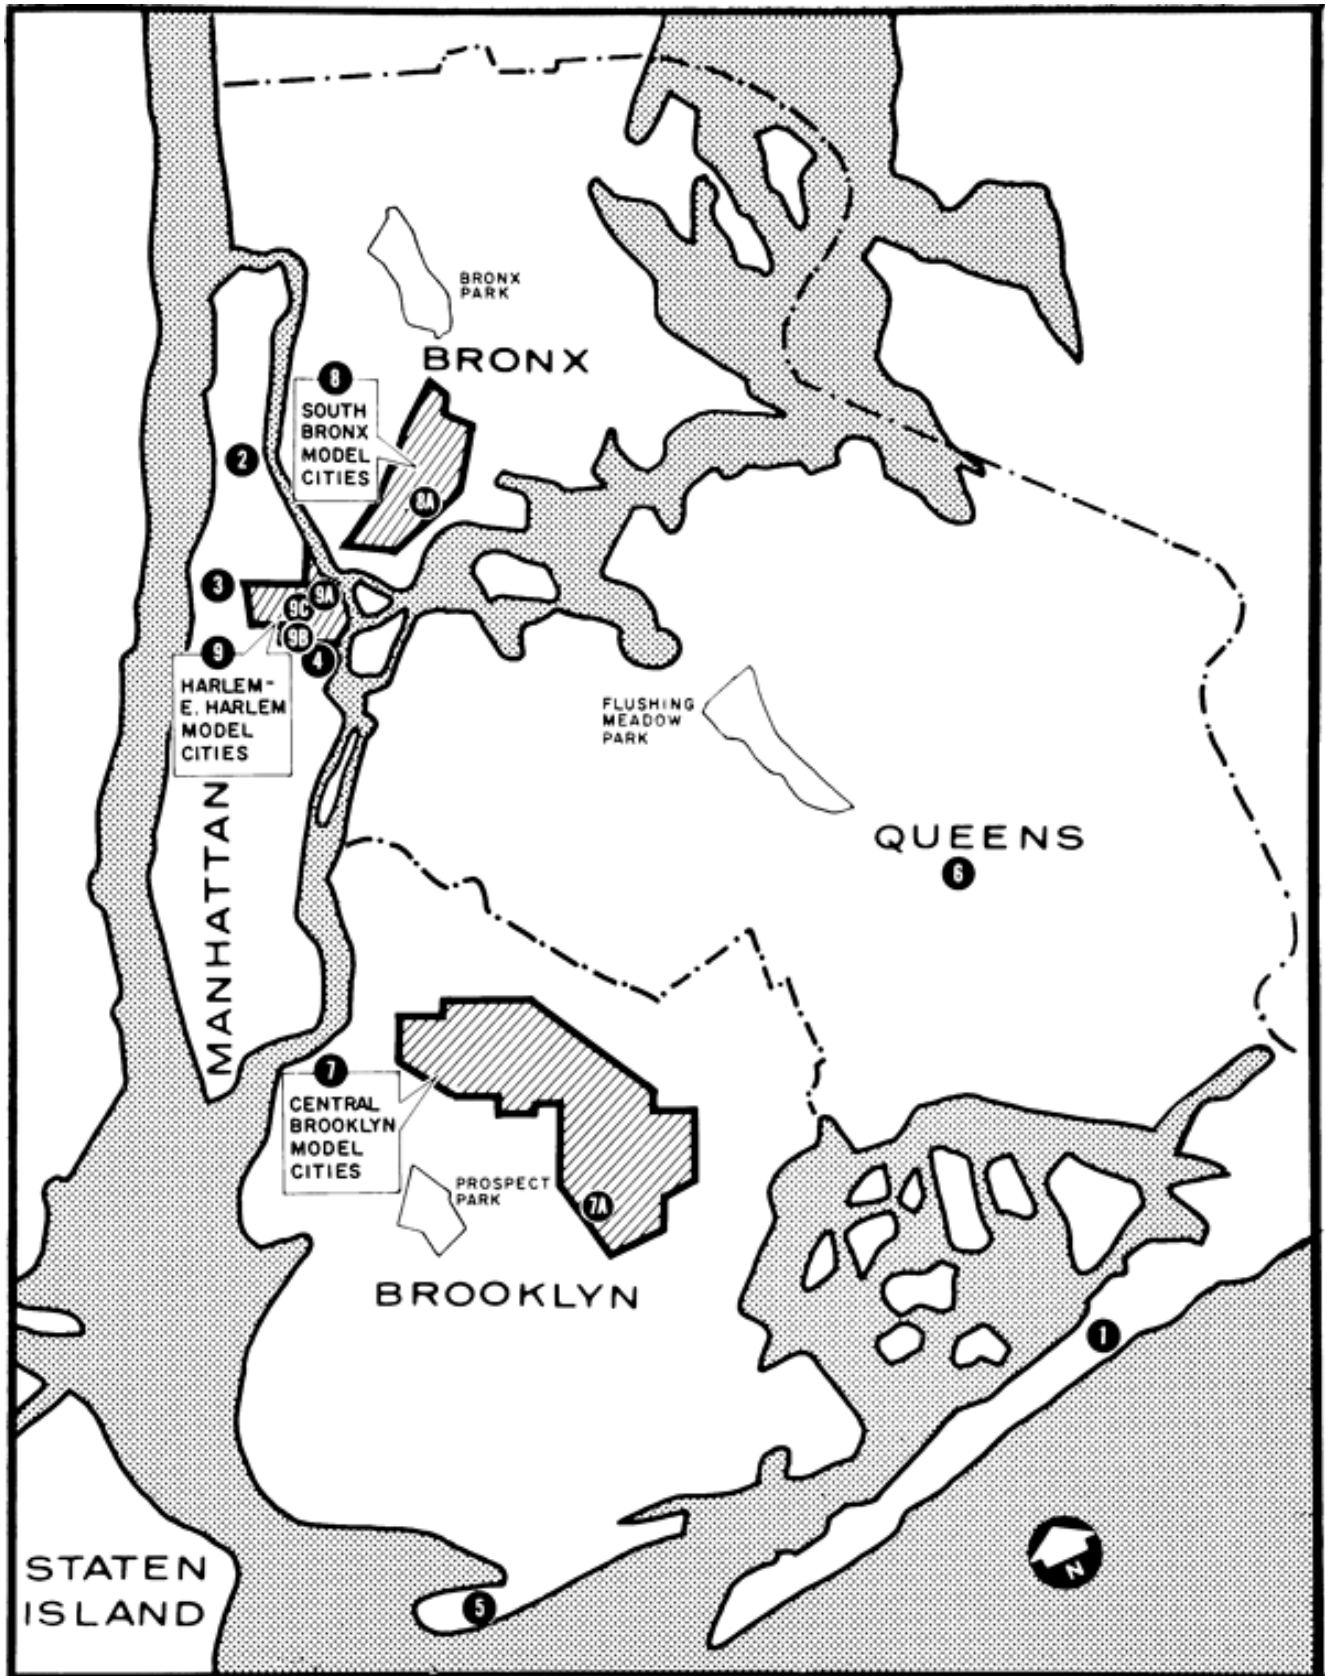 BRONX
PARK
BRONX
8
SOUTH
BRONX
MODEL
CITIES
2
8A
3
9A
9C
9B
9
4
HARLEM-
E. HARLEM
MODEL
CITIES
FLUSHING
MEADOW
PARK
MANHATTAN
QUEENS
6
7
CENTRAL
BROOKLYN
MODEL
CITIES
PROSPECT
PARK
7A
BROOKLYN
1
N
STATEN
ISLAND
5